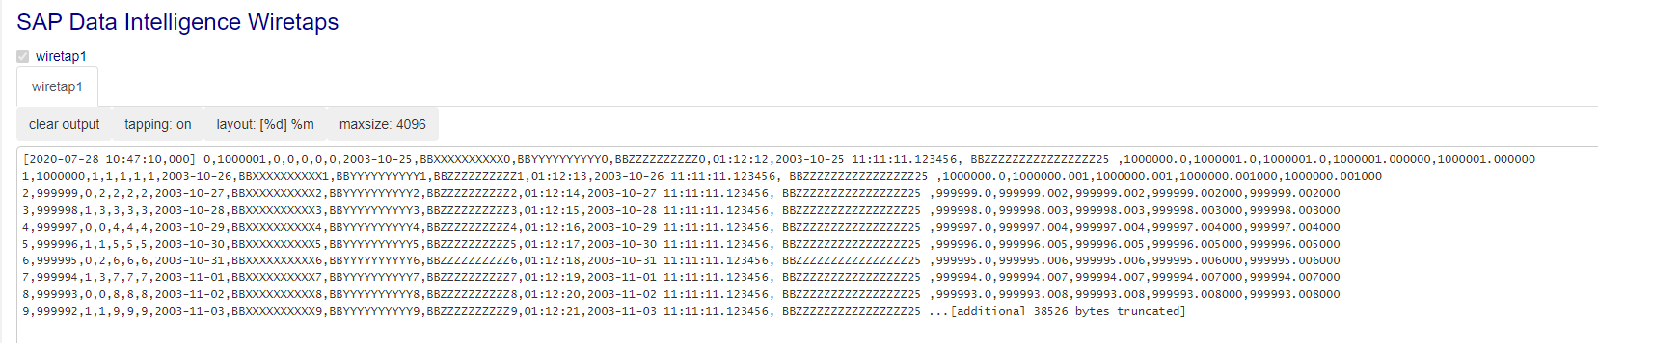 SAP Data Intelligence Wiretaps
wiretap1
wiretap1
clear output tapping: on layout: [%d] %m maxsize: 4096
[2020-07-28 10:47:10,000] 0,1000001,0,0,0,0,0,2003-10-25,BBXXXXXXXXXX0,BBYYYYYYYYYY0,BBZZZZZZZZZZ0,01:12:12,2003-10-25 11:11:11.123456, BBZZZZZZZZZZZZZZZZ25 ,1000000.0,1000001.0,1000001.0,1000001.000000,1000001.000000
1,1000000,1,1,1,1,1,2003-10-26,BBXXXXXXXXXX1,BBYYYYYYYYYY1,BBZZZZZZZZZZ1,01:12:13,2003-10-26 11:11:11.123456, BBZZZZZZZZZZZZZZZZ25 ,1000000.0,1000000.001,1000000.001,1000000.001000,1000000.001000
2,999999,0,2,2,2,2,2003-10-27,BBXXXXXXXXXX2,BBYYYYYYYYYY2,BBZZZZZZZZZZ2,01:12:14,2003-10-27 11:11:11.123456, BBZZZZZZZZZZZZZZZZ25 ,999999.0,999999.002,999999.002,999999.002000,999999.002000
3,999998,1,3,3,3,3,2003-10-28,BBXXXXXXXXXX3,BBYYYYYYYYYY3,BBZZZZZZZZZZ3,01:12:15,2003-10-28 11:11:11.123456, BBZZZZZZZZZZZZZZZZ25 ,999998.0,999998.003,999998.003,999998.003000,999998.003000
4,999997,0,0,4,4,4,2003-10-29,BBXXXXXXXXXX4,BBYYYYYYYYYY4,BBZZZZZZZZZZ4,01:12:16,2003-10-29 11:11:11.123456, BBZZZZZZZZZZZZZZZZ25 ,999997.0,999997.004,999997.004,999997.004000,999997.004000
5,999996,1,1,5,5,5,2003-10-30,BBXXXXXXXXXX5,BBYYYYYYYYYY5,BBZZZZZZZZZZ5,01:12:17,2003-10-30 11:11:11.123456, BBZZZZZZZZZZZZZZZZ25 ,999996.0,999996.005,999996.005,999996.005000,999996.005000
6,999995,0,2,6,6,6,2003-10-31,BBXXXXXXXXXX6,BBYYYYYYYYYY6,BBZZZZZZZZZZ6,01:12:18,2003-10-31 11:11:11.123456, BBZZZZZZZZZZZZZZZZ25 ,999995.0,999995.006,999995.006,999995.006000,999995.006000
7,999994,1,3,7,7,7,2003-11-01,BBXXXXXXXXXX7,BBYYYYYYYYYY7,BBZZZZZZZZZZ7,01:12:19,2003-11-01 11:11:11.123456, BBZZZZZZZZZZZZZZZZ25 ,999994.0,999994.007,999994.007,999994.007000,999994.007000
8,999993,0,0,8,8,8,2003-11-02,BBXXXXXXXXXX8,BBYYYYYYYYYY8,BBZZZZZZZZZZ8,01:12:20,2003-11-02 11:11:11.123456, BBZZZZZZZZZZZZZZZZ25 ,999993.0,999993.008,999993.008,999993.008000,999993.008000
9,999992,1,1,9,9,9,2003-11-03,BBXXXXXXXXXX9,BBYYYYYYYYYY9,BBZZZZZZZZZZ9,01:12:21,2003-11-03 11:11:11.123456, BBZZZZZZZZZZZZZZZZ25 ...[additional 38526 bytes truncated]